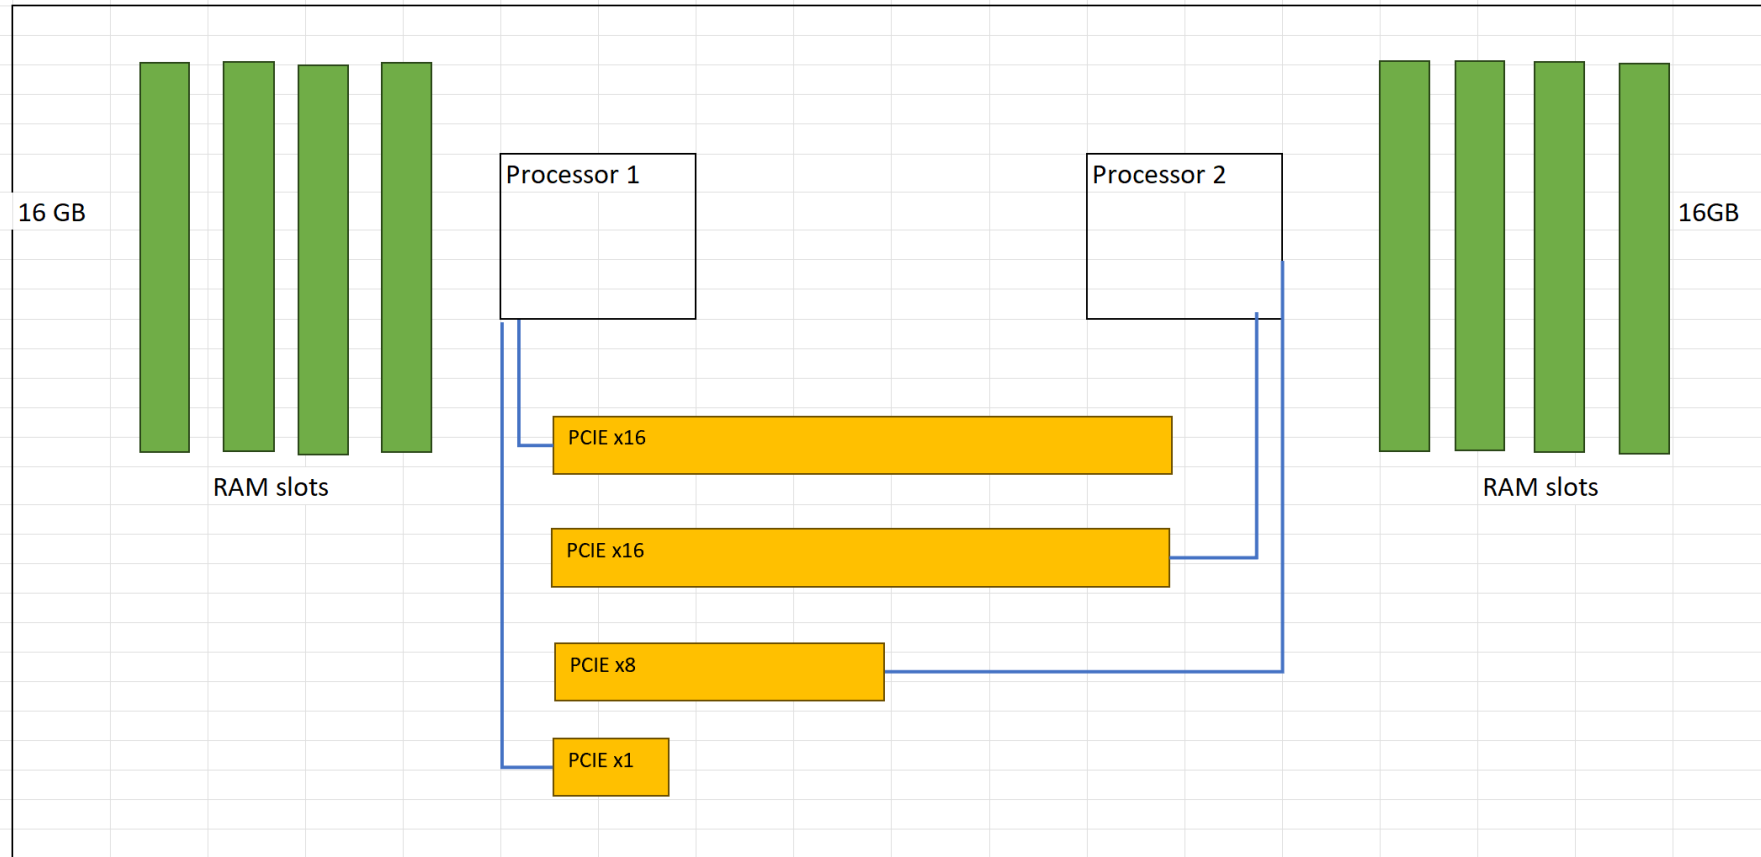 Processor 1
Processor 2
16 GB
16GB
PCIE x16
RAM slots
RAM slots
PCIE x16
PCIE x8
PCIE x1